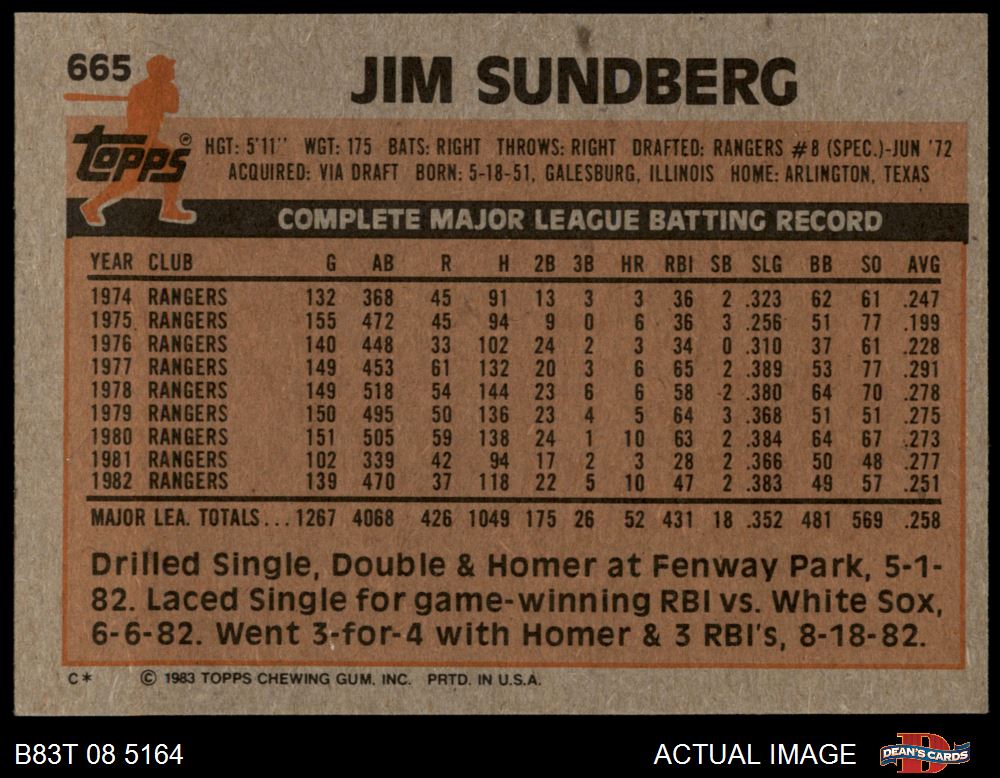 665
JIM SUNDBERG
Topps®
HGT: 5'11" WGT: 175 BATS: RIGHT THROWS: RIGHT DRAFTED: RANGERS #8 (SPEC.)-JUN '72
ACQUIRED: VIA DRAFT BORN: 5-18-51, GALESBURG, ILLINOIS HOME: ARLINGTON, TEXAS
COMPLETE MAJOR LEAGUE BATTING RECORD
YEAR CLUB G AB R H 2B 3B HR RBI SB SLG BB SO AVG
1974 RANGERS 132 368 45 91 13 3 3 36 2 .323 62 61 .247
1975 RANGERS 155 472 45 94 9 0 6 36 3 .256 51 77 .199
1976 RANGERS 140 448 33 102 24 2 3 34 0 .310 37 61 .228
1977 RANGERS 149 453 61 132 20 3 6 65 2 .389 53 77 .291
1978 RANGERS 149 518 54 144 23 6 6 58 2 .380 64 70 .278
1979 RANGERS 150 495 50 136 23 4 5 64 3 .368 51 51 .275
1980 RANGERS 151 505 59 138 24 1 10 63 2 .384 64 67 .273
1981 RANGERS 102 339 42 94 17 2 3 28 2 .366 50 48 .277
1982 RANGERS 139 470 37 118 22 5 10 47 2 .383 49 57 .251
MAJOR LEA. TOTALS... 1267 4068 426 1049 175 26 52 431 18 .352 481 569 .258
Drilled Single, Double & Homer at Fenway Park, 5-1-
82. Laced Single for game-winning RBI vs. White Sox,
6-6-82. Went 3-for-4 with Homer & 3 RBI's, 8-18-82.
C* © 1983 TOPPS CHEWING GUM, INC. PRTD. IN U.S.A.
B83T 08 5164 ACTUAL IMAGE DEAN'S CARDS